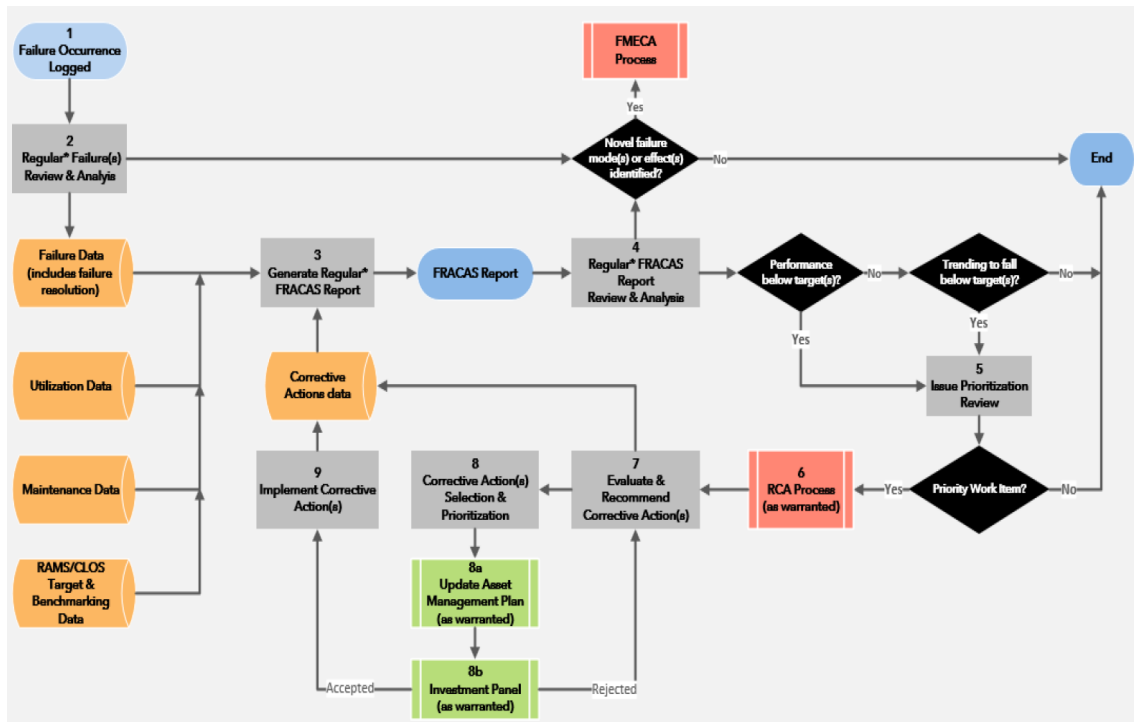 1
Failure Occurrence
Logged
FMECA
Process
Yes
2
Regular* Failure(s)
Review & Analyis
Novel failure
mode(s) or effect(s)
identified?
No
End
Failure Data
(includes failure
resolution)
3
Generate Regular*
FRACAS Report
FRACAS Report
4
Regular* FRACAS
Report
Review & Analysis
Performance
below target(s)?
No
Trending to fall
below target(s)?
No
Yes
Yes
Utilization Data
Corrective
Actions data
5
Issue Prioritization
Review
Maintenance Data
9
Implement Corrective
Action(s)
8
Corrective Action(s)
Selection &
Prioritization
7
Evaluate &
Recommend
Corrective Action(s)
6
RCA Process
(as warranted)
Yes
Priority Work Item?
No
RAMS/CLOS
Target &
Benchmarking
Data
8a
Update Asset
Management Plan
(as warranted)
Accepted
8b
Investment Panel
(as warranted)
Rejected